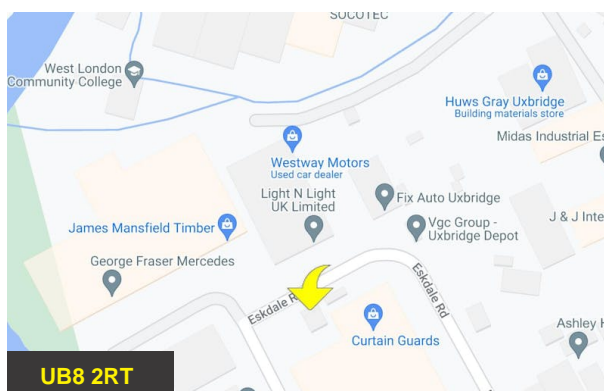 SOCOTEC
West London
Community College
Huws Gray Uxbridge
Building materials store
Midas Industrial Es
Westway Motors
Used car dealer
Light N Light
UK Limited
Fix Auto Uxbridge
Vgc Group -
Uxbridge Depot
J & J Inte
James Mansfield Timber
George Fraser Mercedes
Eskdale R
Eskdale Rd
Curtain Guards
Ashley H
UB8 2RT